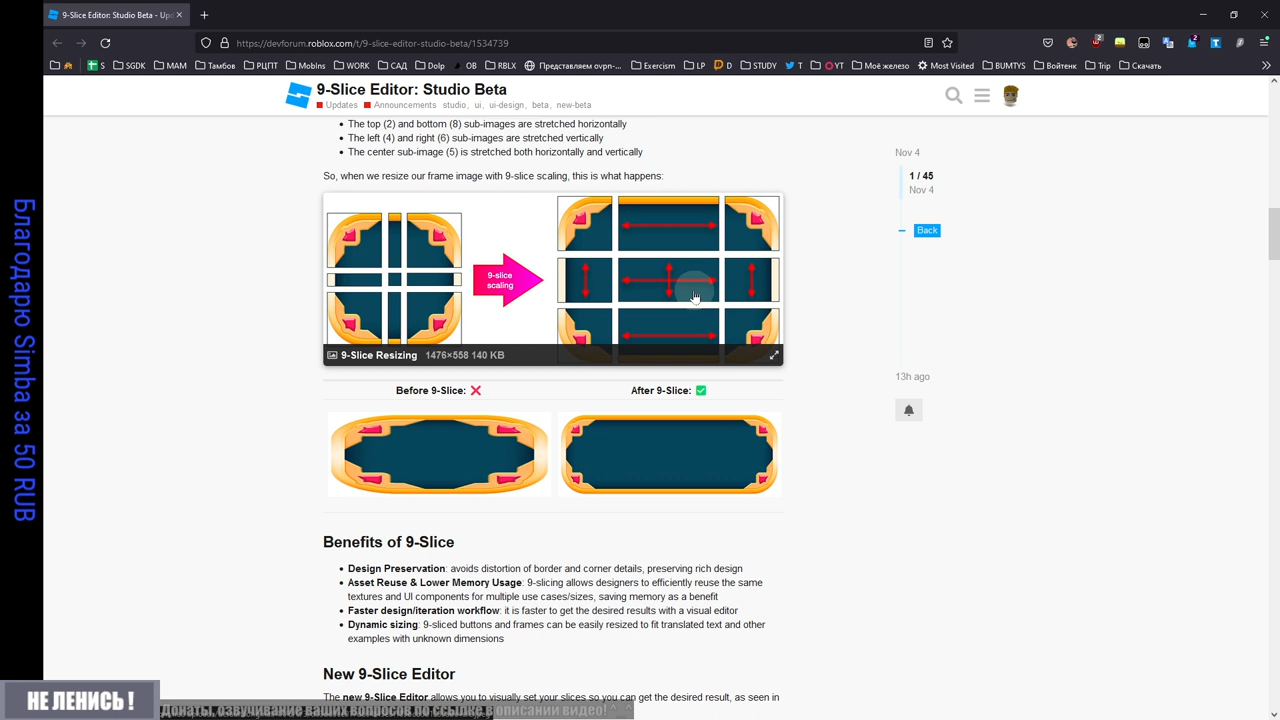 9-Slice Editor: Studio Beta - Upd
https://devforum.roblox.com/t/9-slice-editor-studio-beta/1534739
S SGDK МАМ Тамбов РЦПТ MobIns WORK САД Dolp OB RBLX Представляем ovpn-... Exercism LP D STUDY T YT Моё железо Most Visited BUMTYS Войтенк Trip Скачать
9-Slice Editor: Studio Beta
Updates Announcements studio, ui, ui-design, beta, new-beta
The top (2) and bottom (8) sub-images are stretched horizontally
The left (4) and right (6) sub-images are stretched vertically
The center sub-image (5) is stretched both horizontally and vertically
So, when we resize our frame image with 9-slice scaling, this is what happens:
9-slice
scaling
9-Slice Resizing 1476×558 140 KB
Before 9-Slice: After 9-Slice:
Benefits of 9-Slice
Design Preservation: avoids distortion of border and corner details, preserving rich design
Asset Reuse & Lower Memory Usage: 9-slicing allows designers to efficiently reuse the same
textures and UI components for multiple use cases/sizes, saving memory as a benefit
Faster design/iteration workflow: it is faster to get the desired results with a visual editor
Dynamic sizing: 9-sliced buttons and frames can be easily resized to fit translated text and other
examples with unknown dimensions
New 9-Slice Editor
The new 9-Slice Editor allows you to visually set your slices so you can get the desired result, as seen in
Nov 4
1 / 45
Nov 4
Back
13h ago
Благодарю Simba за 50 RUB
НЕ ЛЕНИСЬ !
озвучивание ваших вопросов по ссылке в описании видео!